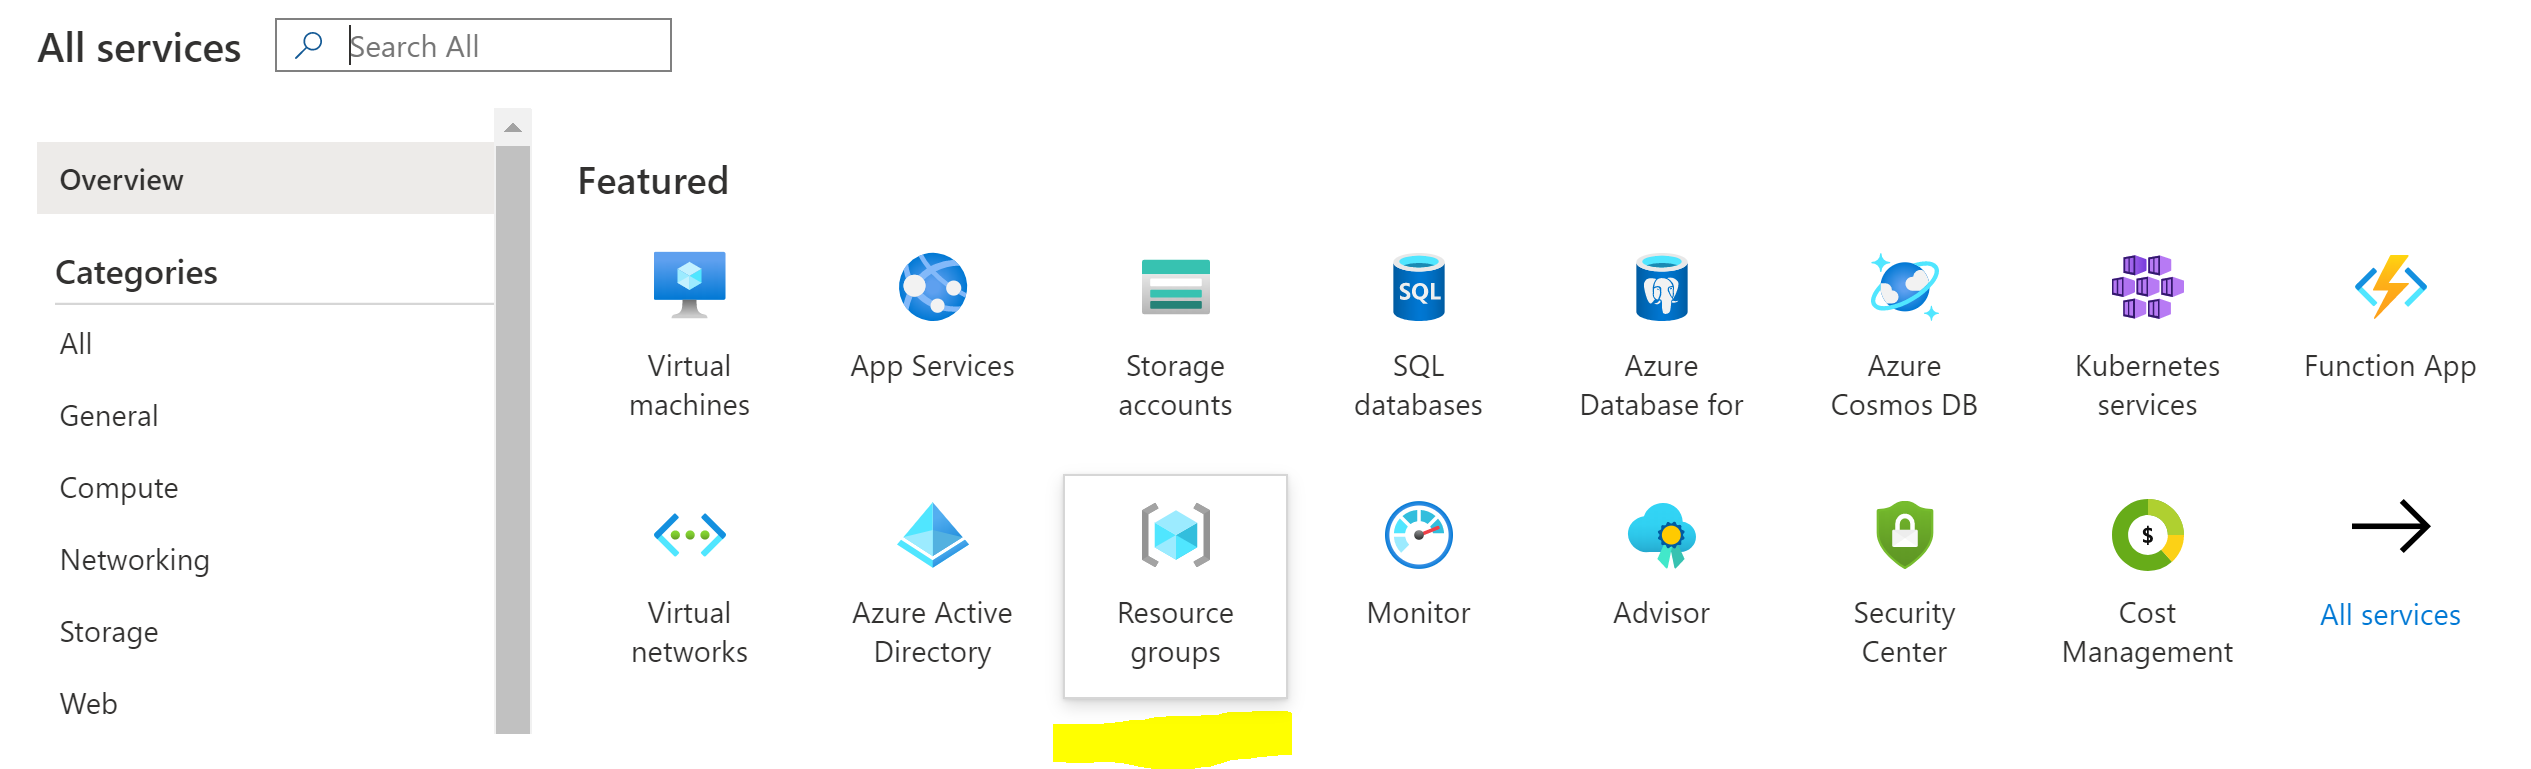 All services
Search All
Overview
Categories
All
General
Compute
Networking
Storage
Web
Featured
Virtual
machines
App Services
Storage
accounts
SQL
SQL
databases
Azure
Database for
Azure
Cosmos DB
Kubernetes
services
Function App
Virtual
networks
Azure Active
Directory
Resource
groups
Monitor
Advisor
Security
Center
$
Cost
Management
All services